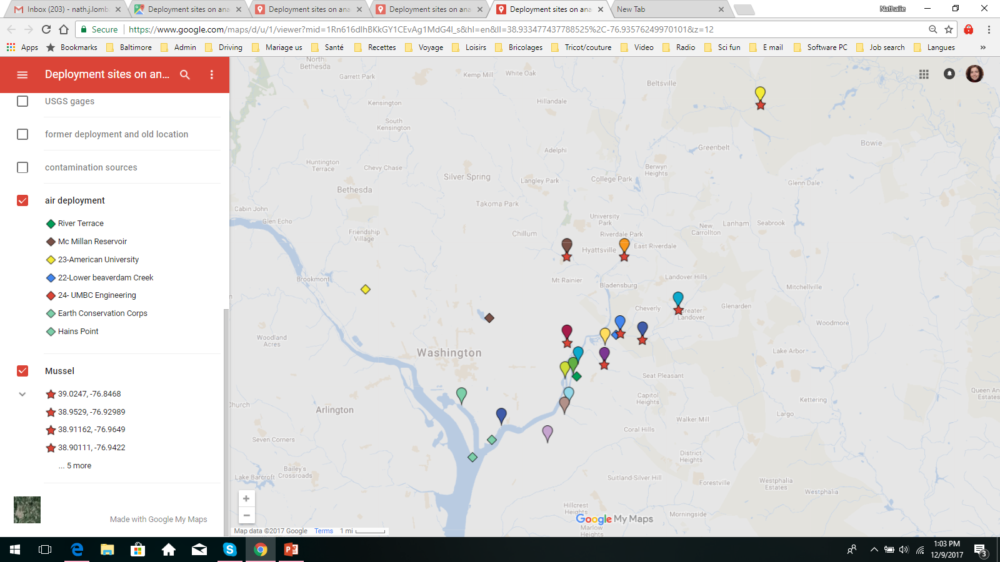 Inbox (203) - nath.j.lomb
Deployment sites on ana
Deployment sites on ana
Deployment sites on ana
Deployment sites on ana
New Tab
Nathalie
Secure
https://www.google.com/maps/d/u/1/viewer?mid=1Rn616dIhBKkGY1CEvAg1MdG4l_s&hl=en&ll=38.933477437788525%2C-76.93576249970101&z=12
Apps
Bookmarks
Baltimore
Admin
Driving
Mariage us
Santé
Recettes
Voyage
Loisirs
Bricolages
Tricot/couture
Video
Radio
Sci fun
E mail
Software PC
Job search
Langues
»
Deployment sites on an...
USGS gages
former deployment and old location
contamination sources
air deployment
River Terrace
Mc Millan Reservoir
23-American University
22-Lower beaverdam Creek
24- UMBC Engineering
Earth Conservation Corps
Hains Point
Mussel
39.0247, -76.8468
38.9529, -76.92989
38.91162, -76.9649
38.90111, -76.9422
... 5 more
Made with Google My Maps
North
Bethesda
Garrett Park
Kemp Mill
White Oak
Beltsville
Kensington
Hillandale
South
Kensington
Adelphi
Greenbelt
Bowie
Huntington
Terrace
Chevy Chase
Silver Spring
Langley Park
College Park
Berwyn
Heights
Glenn Dale
Bethesda
Takoma Park
Cabin John
Glen Echo
University
Park
New
Carrollton
Lanham
Seabrook
Friendship
Village
Chillum
Riverdale Park
Hyattsville
East Riverdale
Brookmont
Mt Rainier
Bladensburg
Landover Hills
Mitchellville
Cheverly
Greater
Landover
Glenarden
Woodmore
Woodland
Acres
Washington
Lake Arbor
Seat Pleasant
Church
Arlington
Capitol
Heights
Kettering
Queen An
Estates
Largo
Walker Mill
Coral Hills
Seven Corners
District
Heights
Bailey's
Crossroads
Lake Barcroft
Suitland-Silver Hill
Forestville
Westphalia
Estates
Westphalia
Hillcrest
Heights
Morningside
Marlow
Heights
Google My Maps
+
−
Map data ©2017 Google
Terms
1 mi
1:03 PM
12/9/2017
3